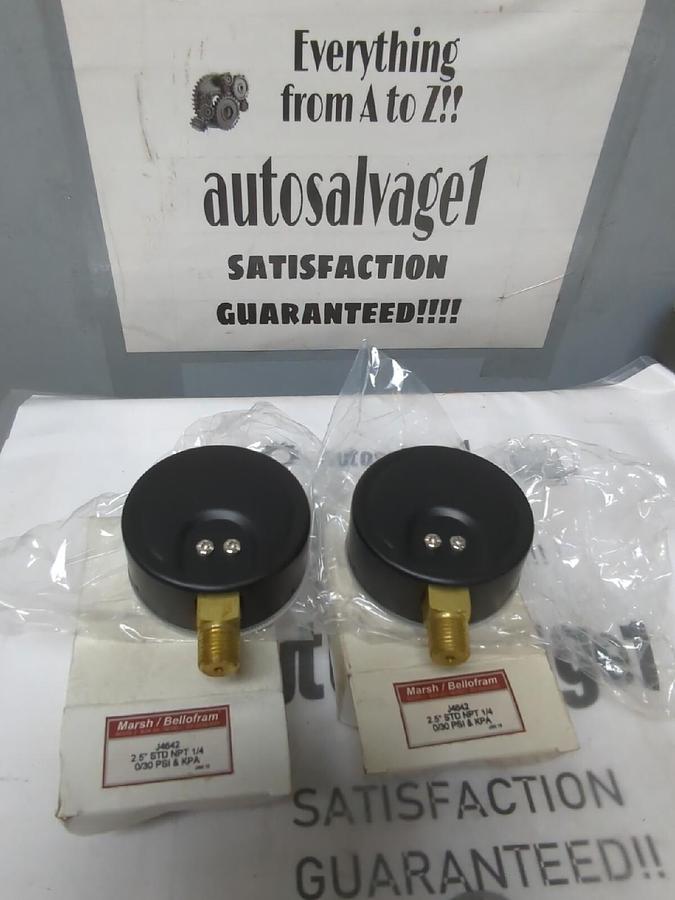 Everything
from A to Z!!
autosalvage1
SATISFACTION
GUARANTEED!!!!
Marsh / Bellofram
J4642
2.5" STD NPT 1/4
0/30 PSI & KPA
Marsh / Bellofram
J4642
2.5" STD NPT 1/4
0/30 PSI & KPA
SATISFACTION
GUARANTEED!!